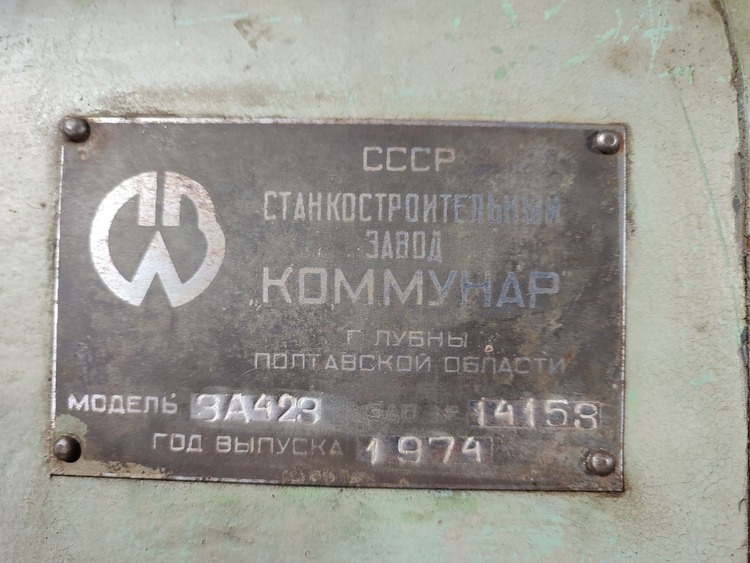 СССР
СТАНКОСТРОИТЕЛЬНЫЙ
ЗАВОД
„КОММУНАР"
Г ЛУБНЫ
ПОЛТАВСКОЙ ОБЛАСТИ
МОДЕЛЬ 3А423 ЗАВ № 14153
ГОД ВЫПУСКА 1974